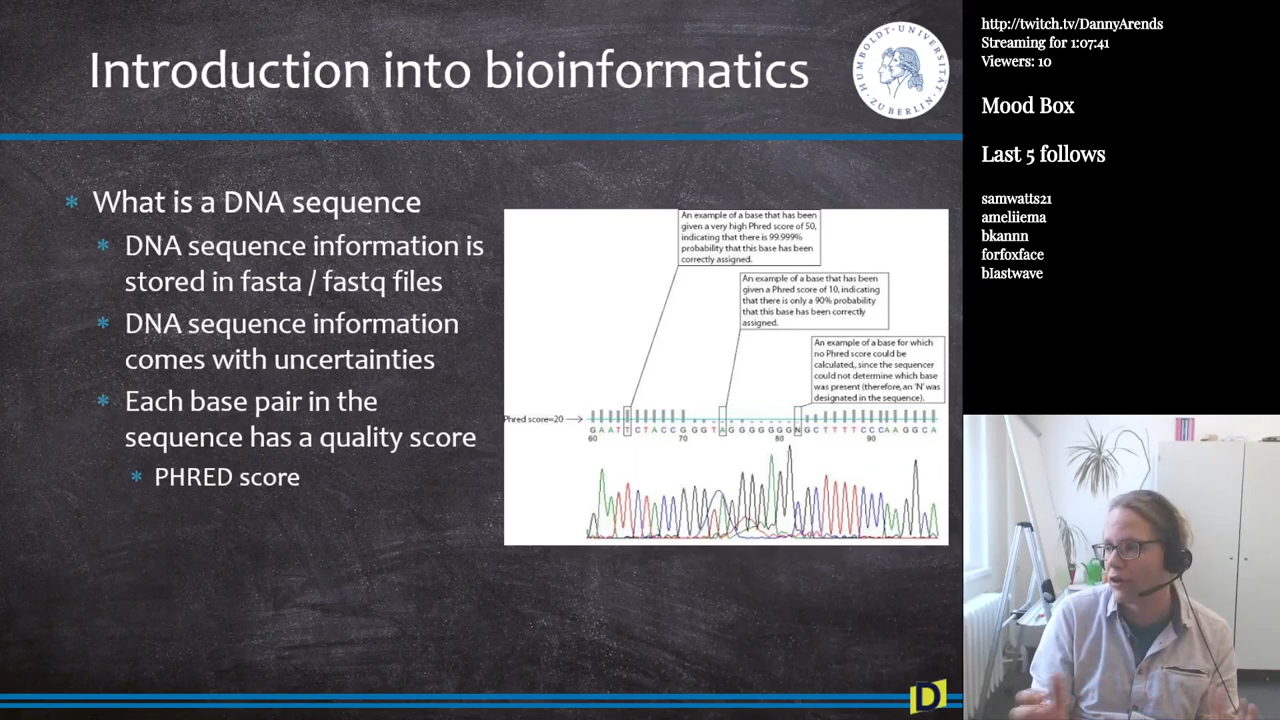 Introduction into bioinformatics
HUMBOLDT-UNIVERSITÄT
ZU BERLIN
What is a DNA sequence
DNA sequence information is
stored in fasta / fastq files
DNA sequence information
comes with uncertainties
Each base pair in the
sequence has a quality score
PHRED score
An example of a base that has been
given a very high Phred score of 50,
indicating that there is 99.999%
probability that this base has been
correctly assigned.
An example of a base that has been
given a Phred score of 10, indicating
that there is only a 90% probability
that this base has been correctly
assigned.
An example of a base for which
no Phred score could be
calculated, since the sequencer
could not determine which base
was present (therefore, an 'N' was
designated in the sequence).
Phred score=20
G A A T T C T A C C G G G T A G G G G G G N G C T T T T C C C A A G G C A
60 70 80 90
D
http://twitch.tv/DannyArends
Streaming for 1:07:41
Viewers: 10
Mood Box
Last 5 follows
samwatts21
ameliiema
bkannn
forfoxface
blastwave